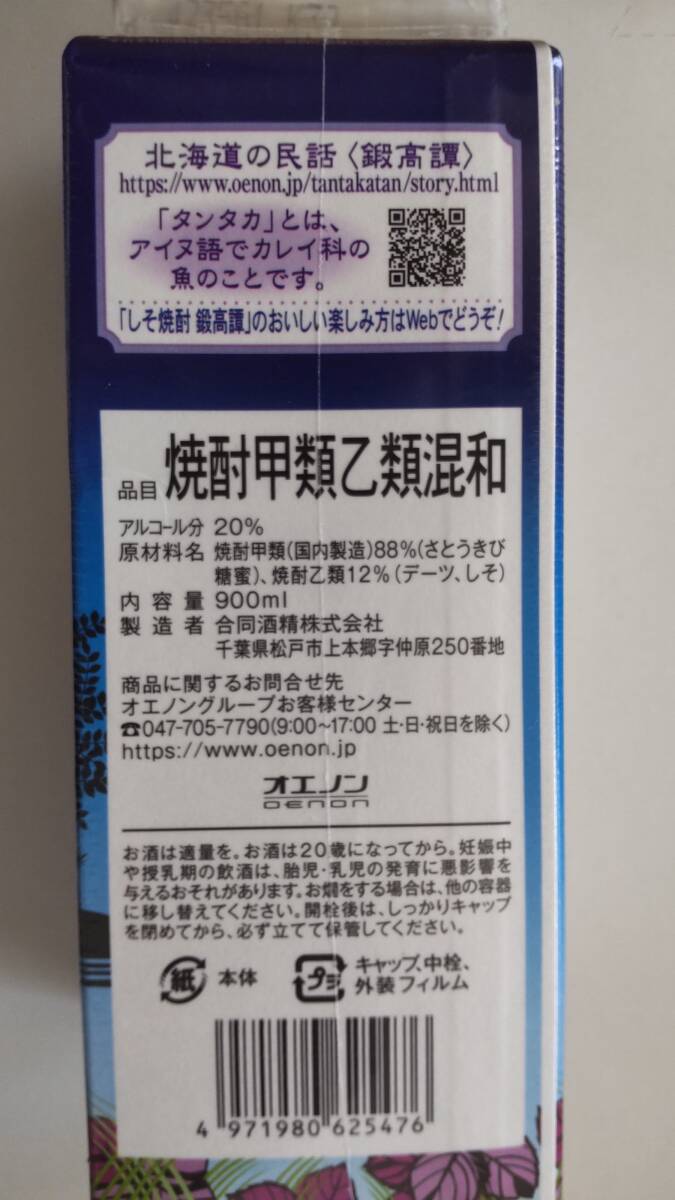 北海道の民話〈鍛高譚〉
https://www.oenon.jp/tantakatan/story.html
「タンタカ」とは、
アイヌ語でカレイ科の
魚のことです。
「しそ焼酎 鍛高譚」のおいしい楽しみ方はWebでどうぞ!
品目 焼酎甲類乙類混和
アルコール分 20%
原材料名 焼酎甲類(国内製造)88%(さとうきび
糖蜜)、焼酎乙類12%(デーツ、しそ)
内容量 900ml
製造者 合同酒精株式会社
千葉県松戸市上本郷字仲原250番地
商品に関するお問合せ先
オエノングループお客様センター
☎047-705-7790(9:00~17:00 土・日・祝日を除く)
https://www.oenon.jp
オエノン
OENON
お酒は適量を。お酒は20歳になってから。妊娠中
や授乳期の飲酒は、胎児・乳児の発育に悪影響を
与えるおそれがあります。お燗をする場合は、他の容器
に移し替えてください。開栓後は、しっかりキャップ
を閉めてから、必ず立てて保管してください。
紙 本体 プラ キャップ、中栓、
外装フィルム
4 971980 625476